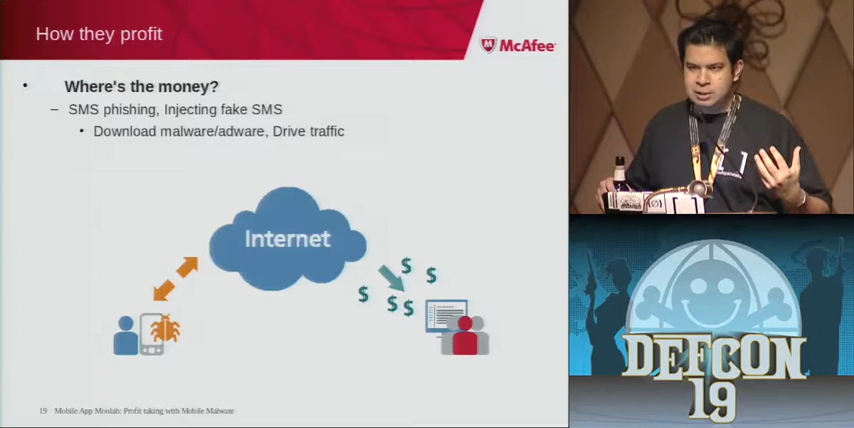 How they profit
McAfee
• Where's the money?
– SMS phishing, Injecting fake SMS
• Download malware/adware, Drive traffic
Internet
$ $ $ $ $
19 Mobile App Moolah: Profit taking with Mobile Malware
DEFCON
19